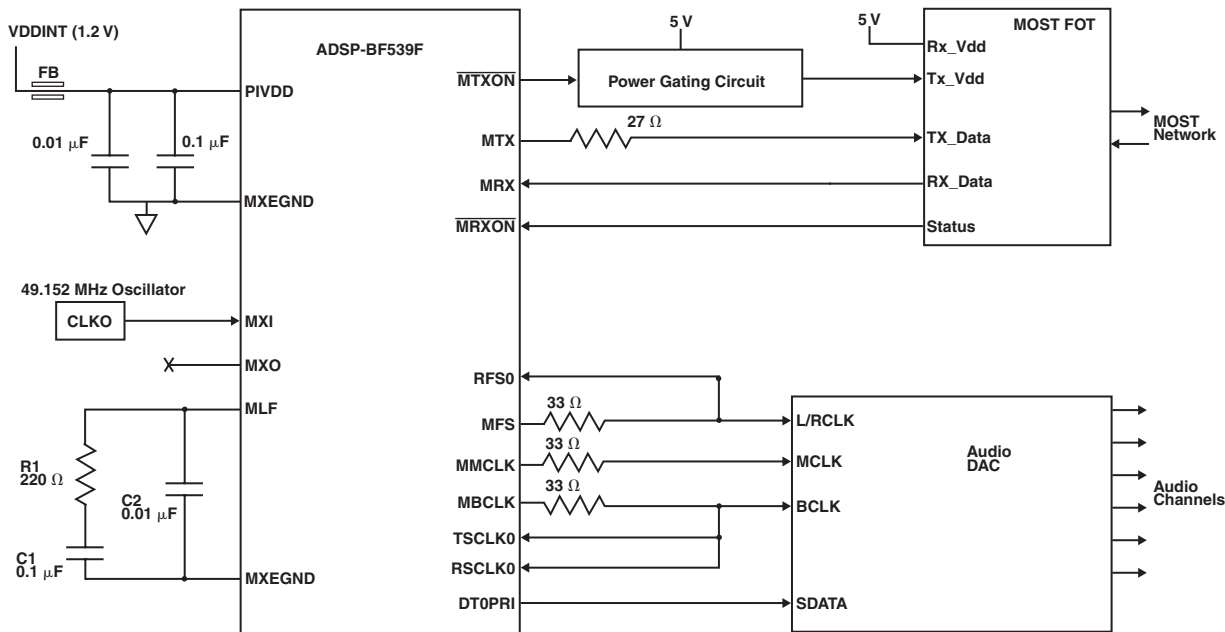 VDDINT (1.2 V)
FB
0.01 μF
0.1 μF
PIVDD
MXEGND
49.152 MHz Oscillator
CLKO
MXI
MXO
MLF
R1
220 Ω
C2
0.01 μF
C1
0.1 μF
MXEGND
ADSP-BF539F
MTXON
MTX
MRX
MRXON
5 V
Power Gating Circuit
27 Ω
5 V
MOST FOT
Rx_Vdd
Tx_Vdd
TX_Data
RX_Data
Status
MOST
Network
RFS0
MFS
MMCLK
MBCLK
TSCLK0
RSCLK0
DT0PRI
33 Ω
33 Ω
33 Ω
L/RCLK
MCLK
BCLK
SDATA
Audio
DAC
Audio
Channels